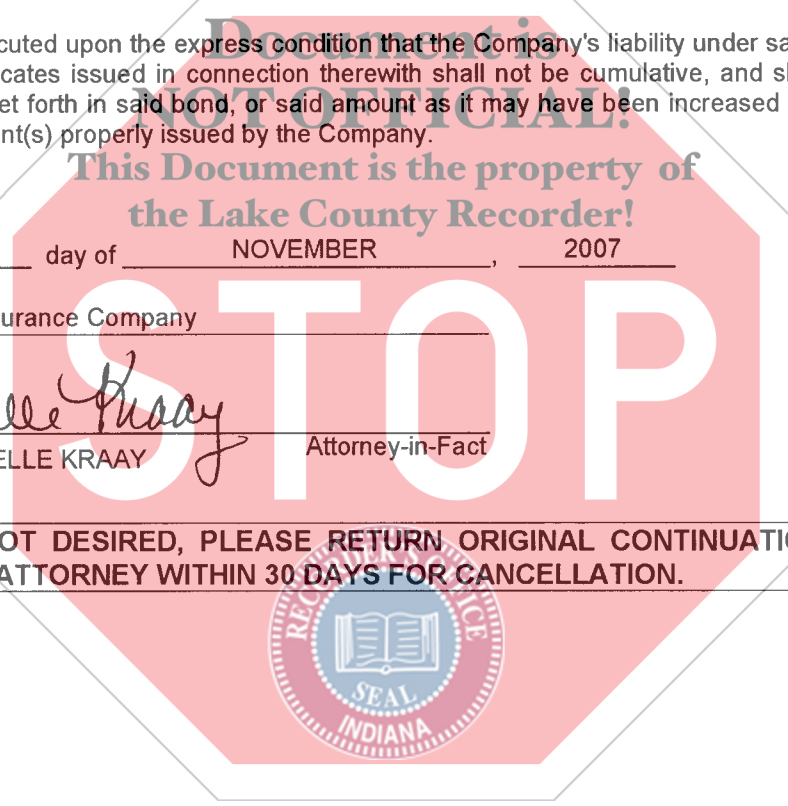 Document is
cuted upon the express condition that the Company's liability under sa
icates issued in connection therewith shall not be cumulative, and s
et forth in said bond, or said amount as it may have been increased
NOT OFFICIAL!
nt(s) properly issued by the Company.
This Document is the property of
the Lake County Recorder!
day of NOVEMBER , 2007
urance Company
STOP
elle Kraay
ELLE KRAAY Attorney-in-Fact
OT DESIRED, PLEASE RETURN ORIGINAL CONTINUATIO
ATTORNEY WITHIN 30 DAYS FOR CANCELLATION.
RECORDER'S OFFICE
SEAL
INDIANA